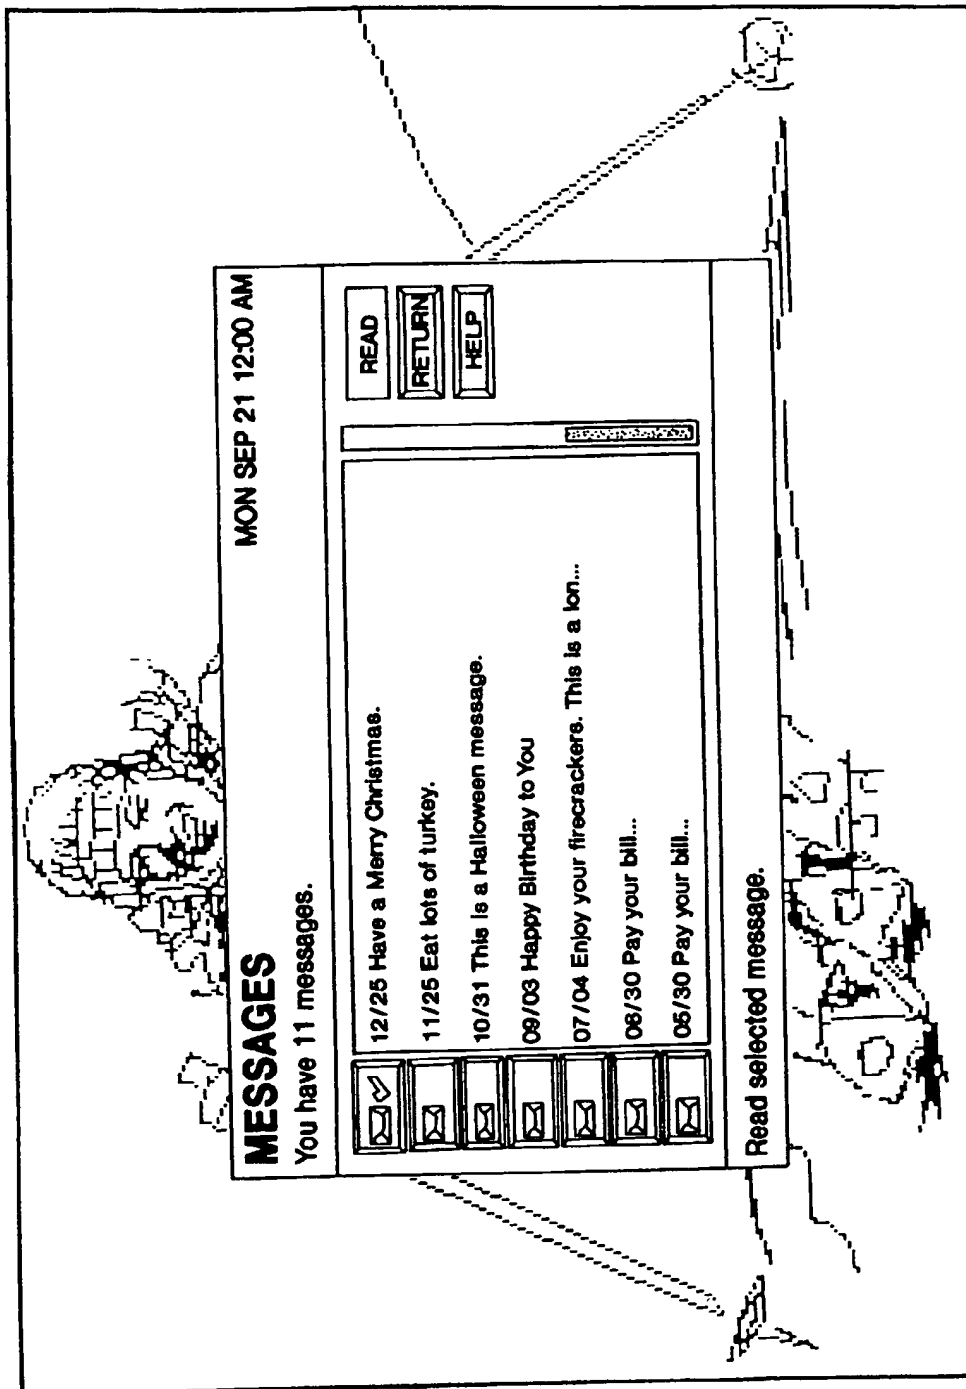 MESSAGES MON SEP 21 12:00 AM
You have 11 messages.
12/25 Have a Merry Christmas.
11/25 Eat lots of turkey.
10/31 This is a Halloween message.
09/03 Happy Birthday to You
07/04 Enjoy your firecrackers. This is a lon...
06/30 Pay your bill...
05/30 Pay your bill...
READ
RETURN
HELP
Read selected message.